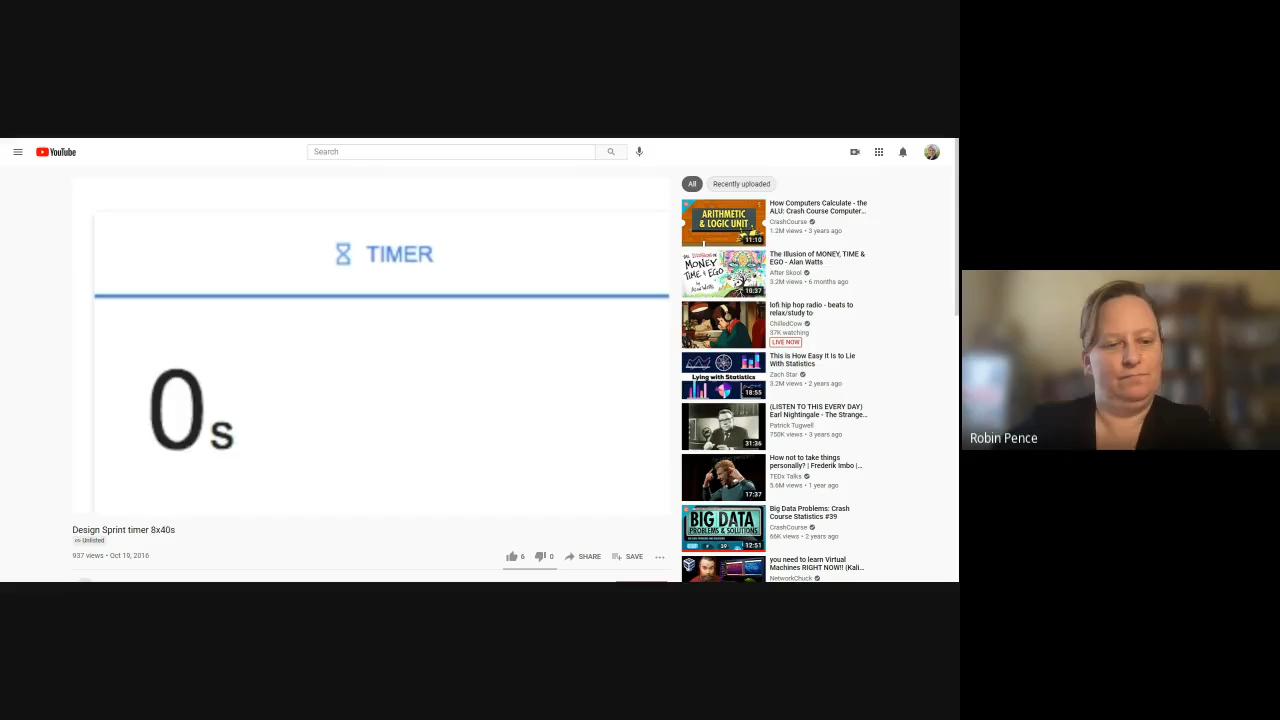 YouTube
Search
TIMER
0s
Design Sprint timer 8x40s
Unlisted
937 views • Oct 19, 2016
6
0
SHARE
SAVE
All
Recently uploaded
ARITHMETIC
& LOGIC UNIT
11:10
How Computers Calculate - the
ALU: Crash Course Computer...
CrashCourse
1.2M views • 3 years ago
MONEY
TIME & EGO
10:37
The Illusion of MONEY, TIME &
EGO - Alan Watts
After Skool
3.2M views • 6 months ago
lofi hip hop radio - beats to
relax/study to
ChilledCow
37K watching
LIVE NOW
Lying with Statistics
18:55
This is How Easy It Is to Lie
With Statistics
Zach Star
3.2M views • 2 years ago
31:36
(LISTEN TO THIS EVERY DAY)
Earl Nightingale - The Strange...
Patrick Tugwell
750K views • 3 years ago
17:37
How not to take things
personally? | Frederik Imbo |...
TEDx Talks
5.6M views • 1 year ago
BIG DATA
PROBLEMS & SOLUTIONS
12:51
Big Data Problems: Crash
Course Statistics #39
CrashCourse
66K views • 2 years ago
you need to learn Virtual
Machines RIGHT NOW!! (Kali...
NetworkChuck
Robin Pence